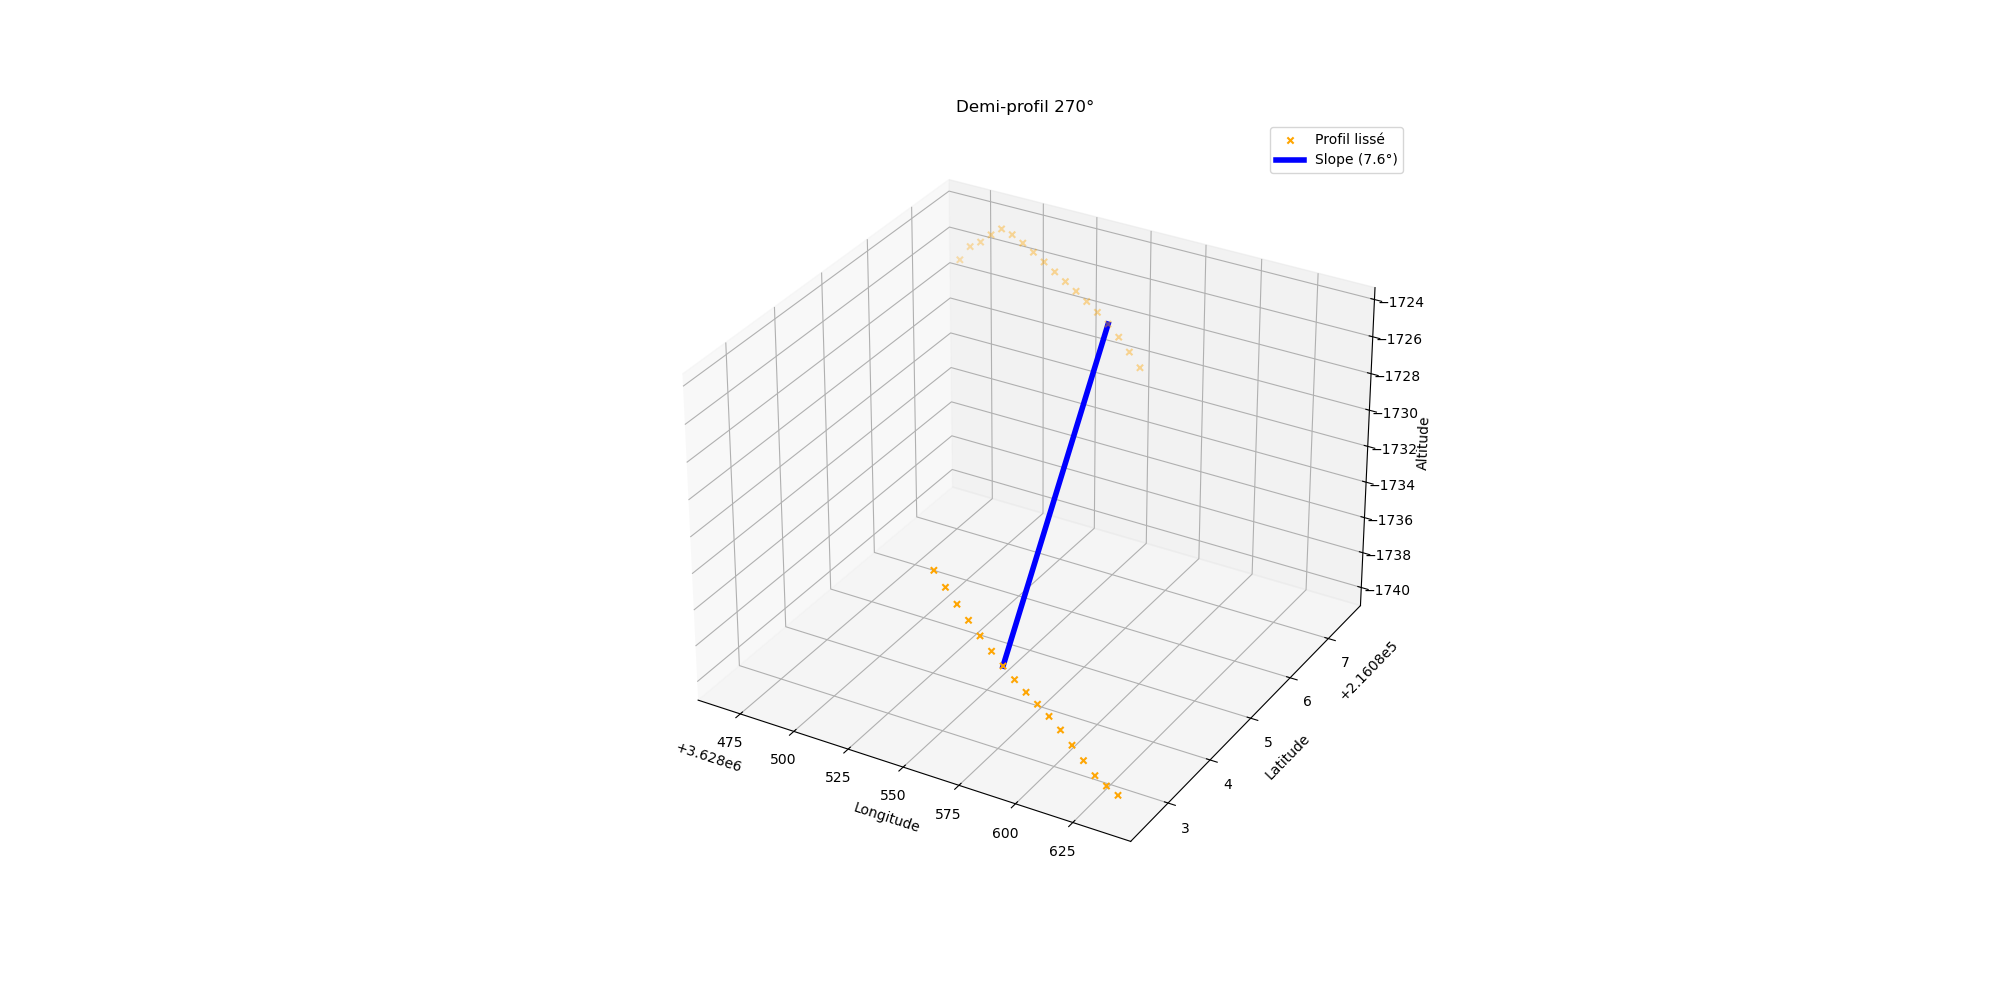 Demi-profil 270°
Profil lissé
Slope (7.6°)
−1724
−1726
−1728
−1730
−1732
−1734
−1736
−1738
−1740
Altitude
7
6
5
4
3
+2.1608e5
Latitude
475
500
525
550
575
600
625
+3.628e6
Longitude